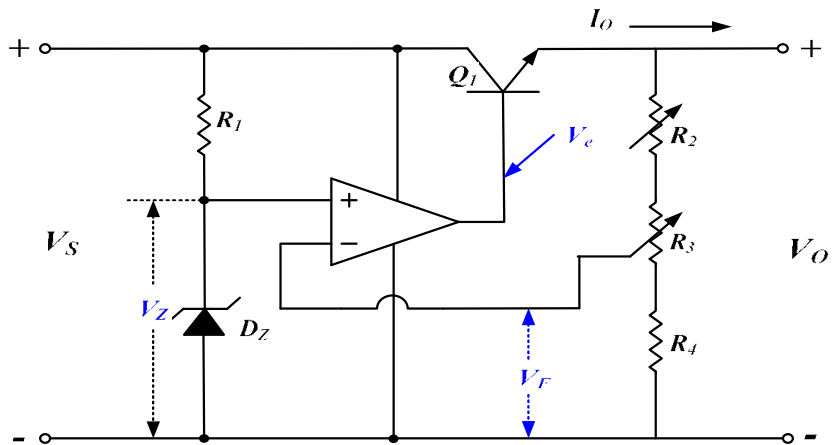 I_O
+ +
Q_1
R_1 R_2
V_e
+
V_S − R_3 V_O
V_Z D_Z
R_4
V_F
- -